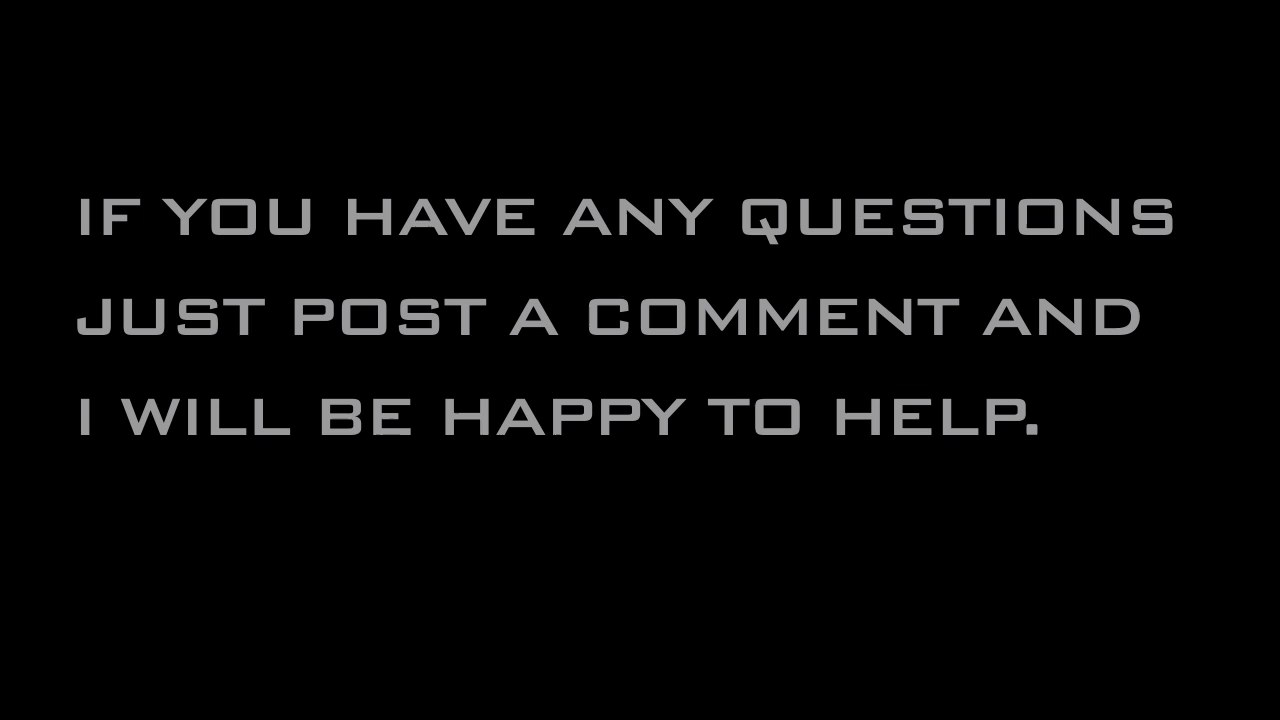 IF YOU HAVE ANY QUESTIONS
JUST POST A COMMENT AND
I WILL BE HAPPY TO HELP.